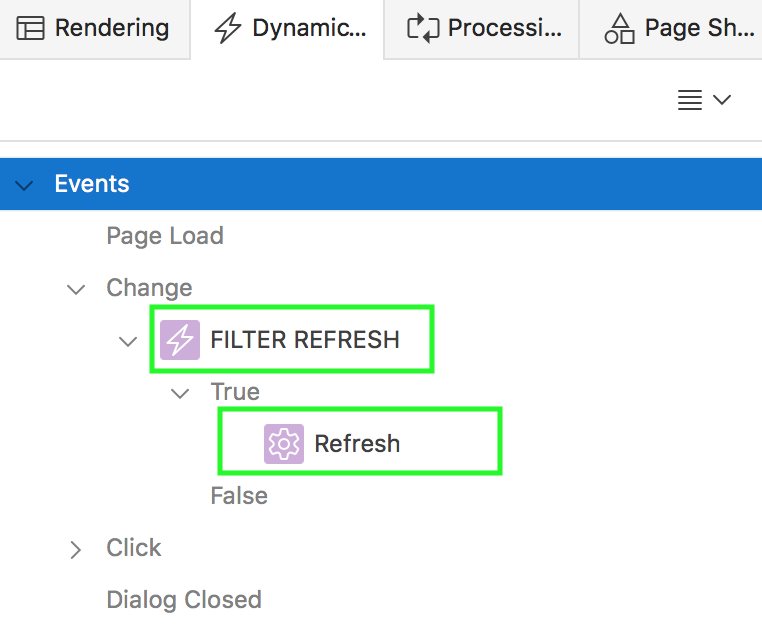 Rendering Dynamic... Processi... Page Sh...
Events
Page Load
Change
FILTER REFRESH
True
Refresh
False
Click
Dialog Closed